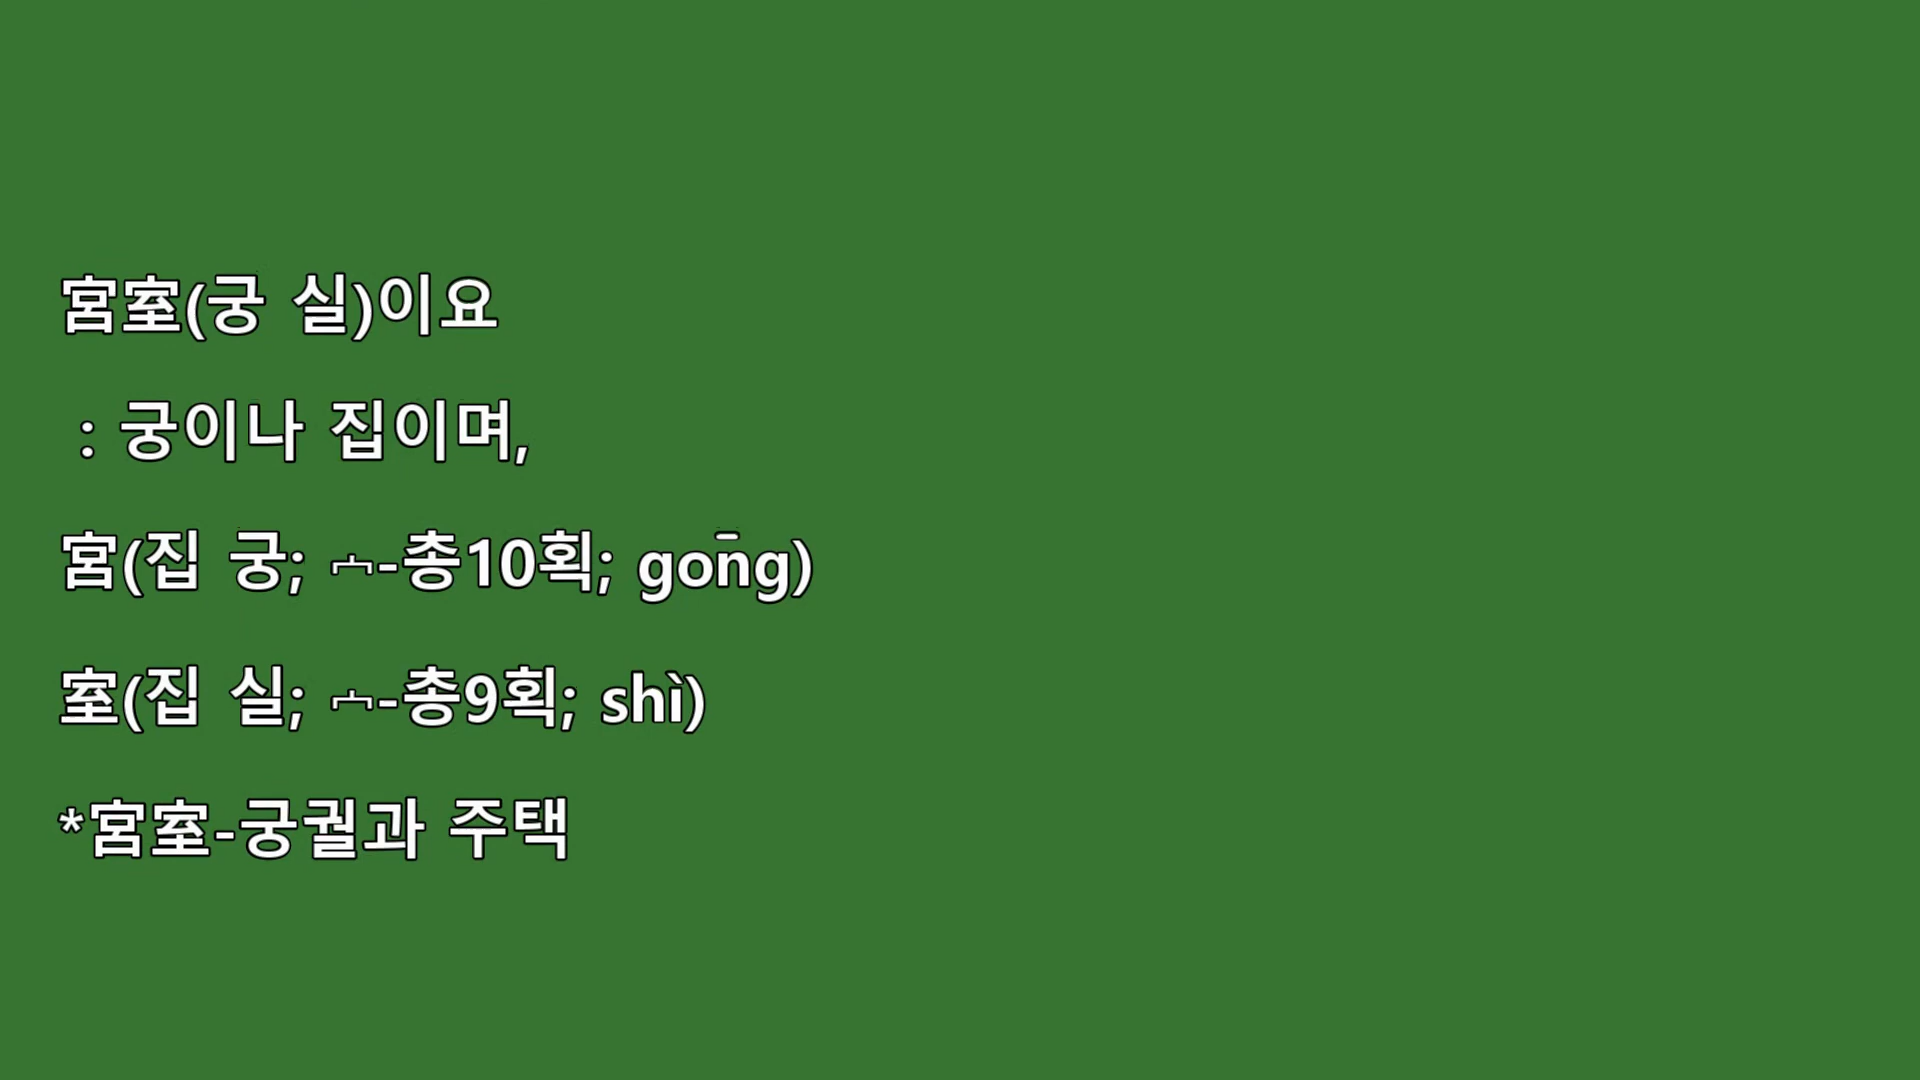 宮室(궁 실)이요
: 궁이나 집이며,
宮(집 궁; 宀-총10획; gon̄g)
室(집 실; 宀-총9획; shì)
*宮室-궁궐과 주택